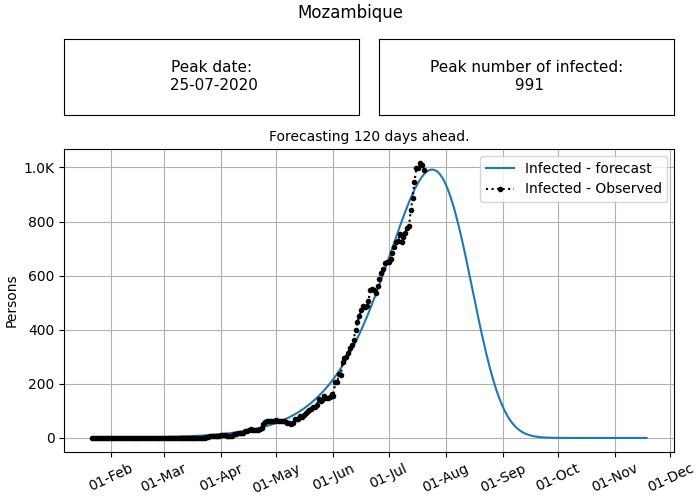 Mozambique
Peak date:
25-07-2020
Peak number of infected:
991
Forecasting 120 days ahead.
Infected - forecast
Infected - Observed
Persons
1.0K
800
600
400
200
0
01-Feb
01-Mar
01-Apr
01-May
01-Jun
01-Jul
01-Aug
01-Sep
01-Oct
01-Nov
01-Dec